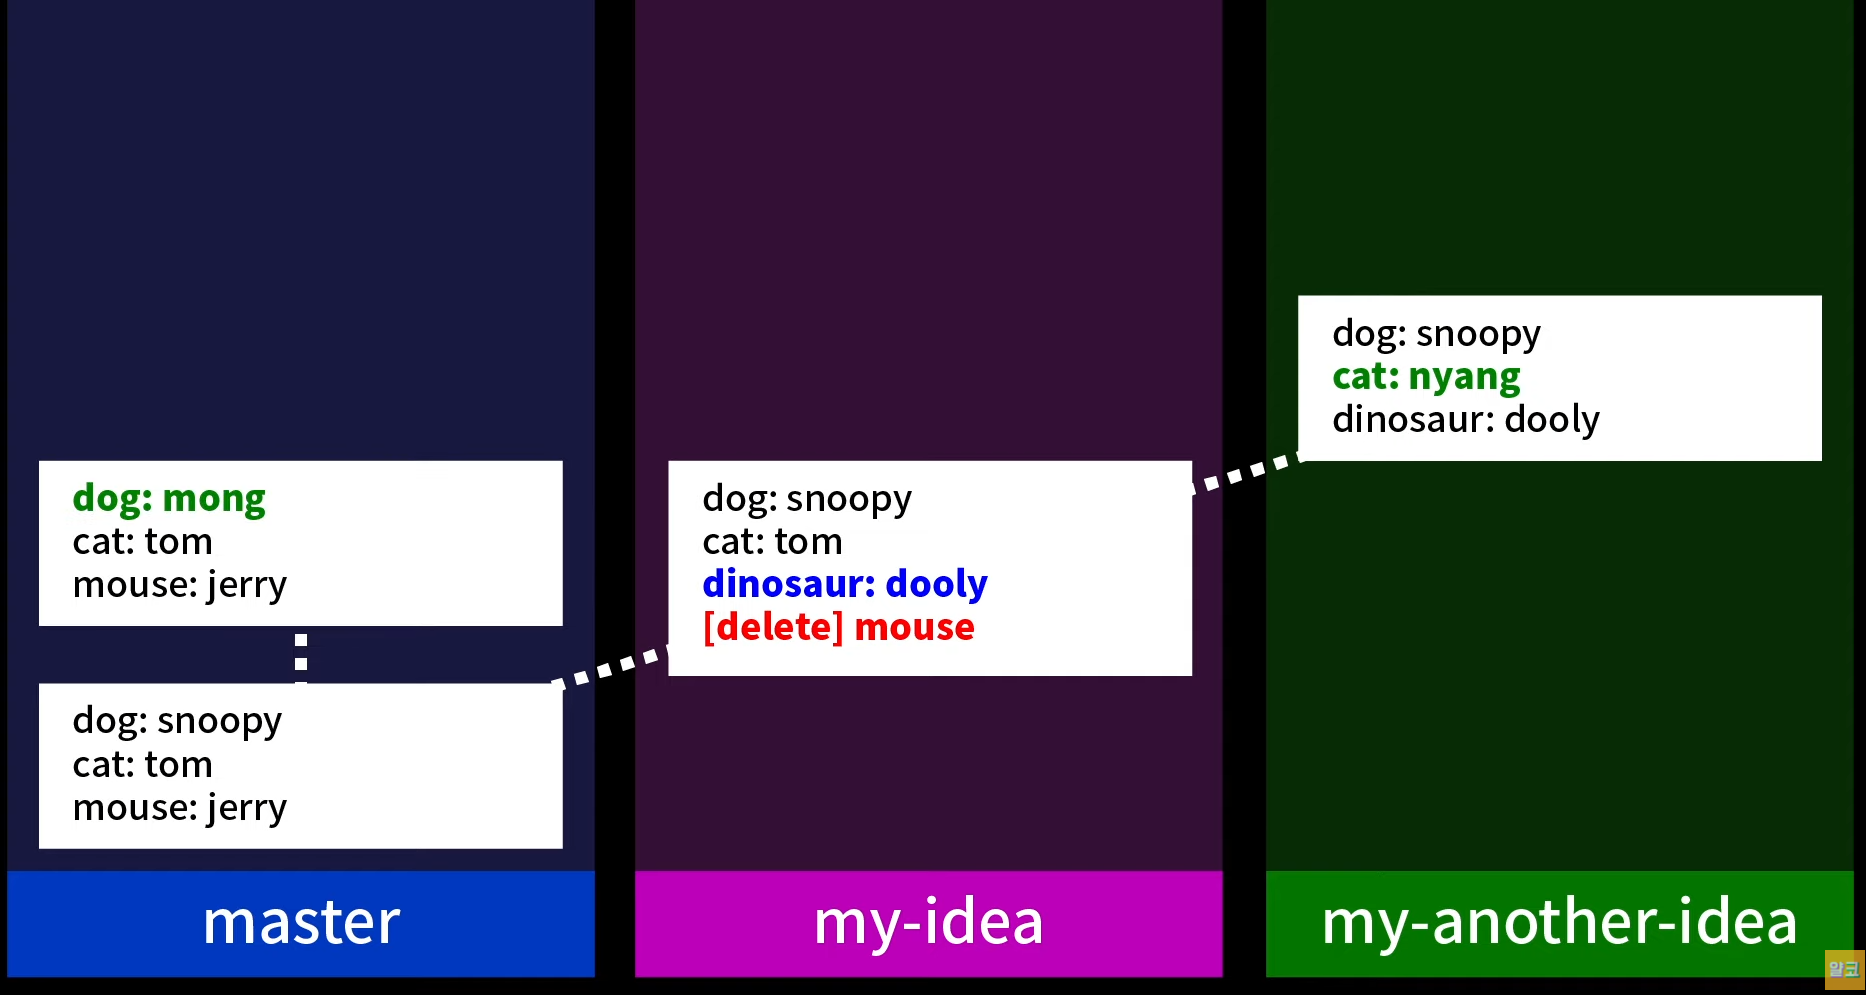 dog: mong
cat: tom
mouse: jerry
dog: snoopy
cat: tom
mouse: jerry
master
dog: snoopy
cat: tom
dinosaur: dooly
[delete] mouse
my-idea
dog: snoopy
cat: nyang
dinosaur: dooly
my-another-idea
얄코